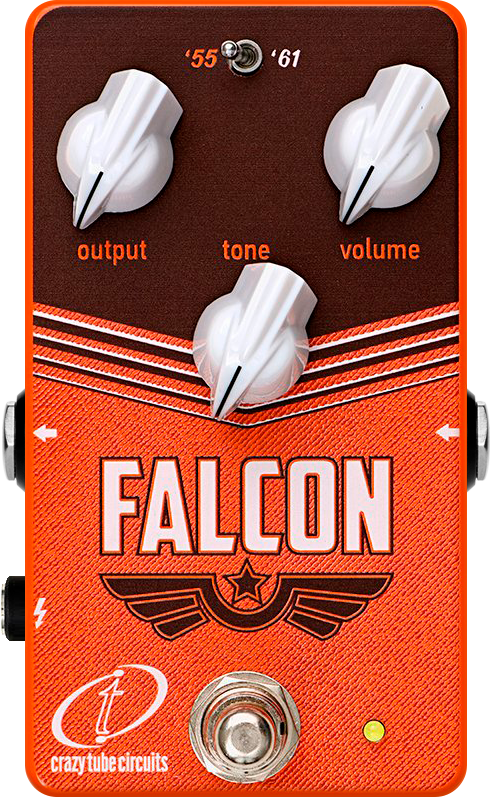 ‘55 ‘61
output tone volume
FALCON
t
crazy tube circuits